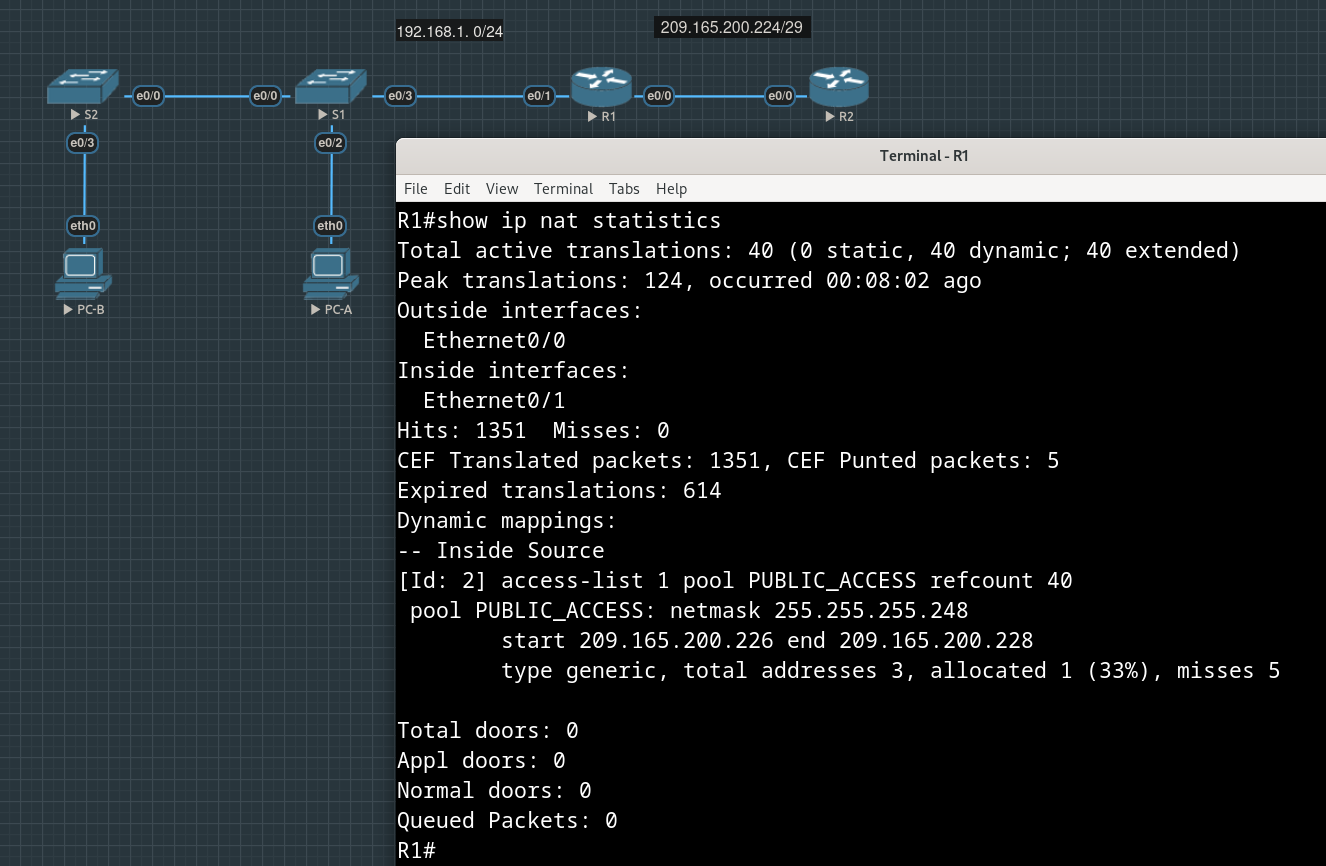 192.168.1. 0/24
209.165.200.224/29
e0/0
e0/0
e0/3
e0/1
e0/0
e0/0
S2
S1
R1
R2
e0/3
e0/2
eth0
eth0
PC-B
PC-A
Terminal - R1
File Edit View Terminal Tabs Help
R1#show ip nat statistics
Total active translations: 40 (0 static, 40 dynamic; 40 extended)
Peak translations: 124, occurred 00:08:02 ago
Outside interfaces:
  Ethernet0/0
Inside interfaces:
  Ethernet0/1
Hits: 1351  Misses: 0
CEF Translated packets: 1351, CEF Punted packets: 5
Expired translations: 614
Dynamic mappings:
-- Inside Source
[Id: 2] access-list 1 pool PUBLIC_ACCESS refcount 40
 pool PUBLIC_ACCESS: netmask 255.255.255.248
        start 209.165.200.226 end 209.165.200.228
        type generic, total addresses 3, allocated 1 (33%), misses 5
Total doors: 0
Appl doors: 0
Normal doors: 0
Queued Packets: 0
R1#